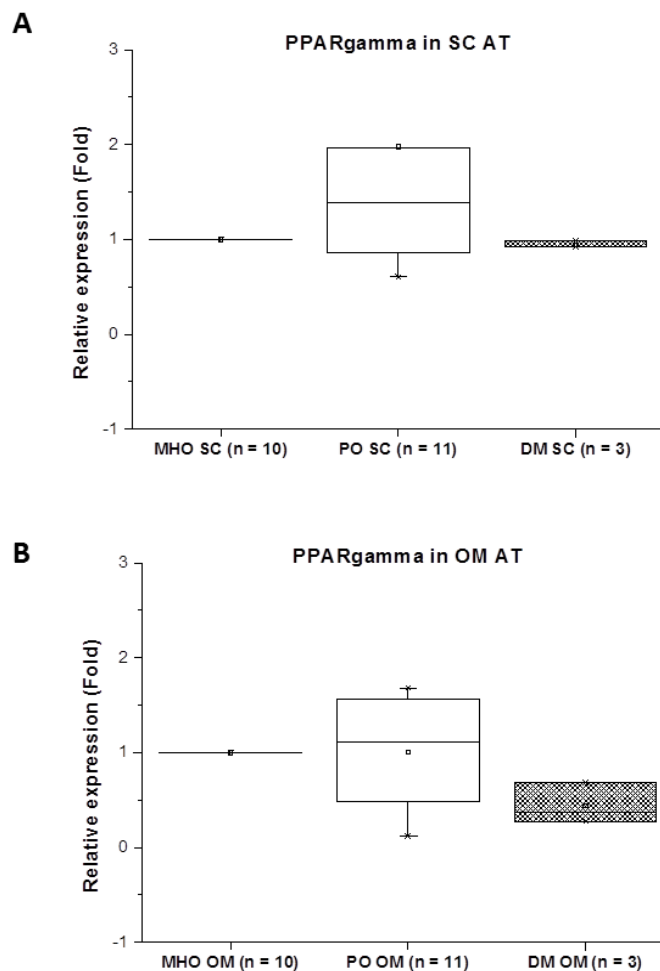 A
PPARgamma in SC AT
3
2
1
0
-1
Relative expression (Fold)
MHO SC (n = 10)
PO SC (n = 11)
DM SC (n = 3)
B
PPARgamma in OM AT
3
2
1
0
-1
Relative expression (Fold)
MHO OM (n = 10)
PO OM (n = 11)
DM OM (n = 3)